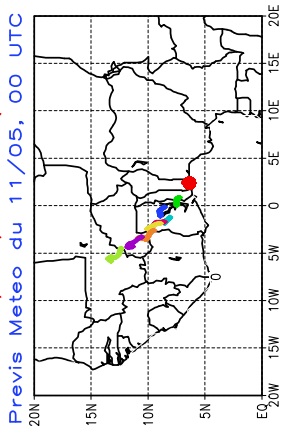 Previs Meteo du 11/05, 00 UTC
20N
15N
10N
5N
EQ
20W
15W
10W
5W
0
5E
10E
15E
20E
0